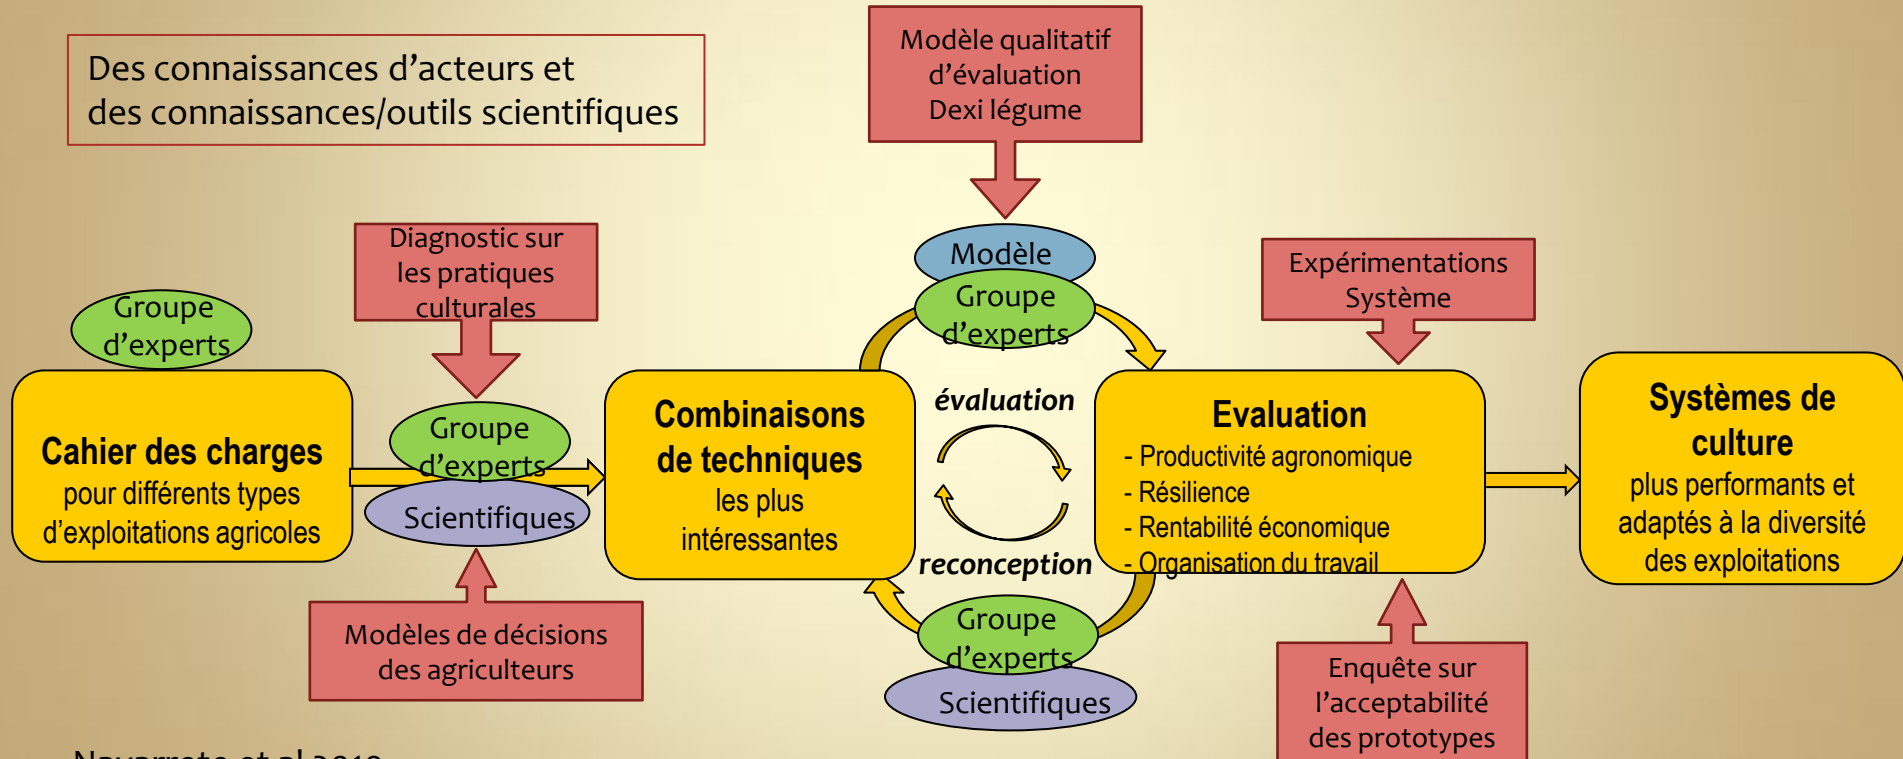 Des connaissances d’acteurs et
des connaissances/outils scientifiques
Modèle qualitatif
d’évaluation
Dexi légume
Diagnostic sur
les pratiques
culturales
Modèle
Groupe
d’experts
Expérimentations
Système
Groupe
d’experts
Cahier des charges
pour différents types
d’exploitations agricoles
Groupe
d’experts
Scientifiques
Combinaisons
de techniques
les plus
intéressantes
évaluation
reconception
Evaluation
- Productivité agronomique
- Résilience
- Rentabilité économique
- Organisation du travail
Systèmes de
culture
plus performants et
adaptés à la diversité
des exploitations
Modèles de décisions
des agriculteurs
Groupe
d’experts
Scientifiques
Enquête sur
l’acceptabilité
des prototypes
Navarrete et al